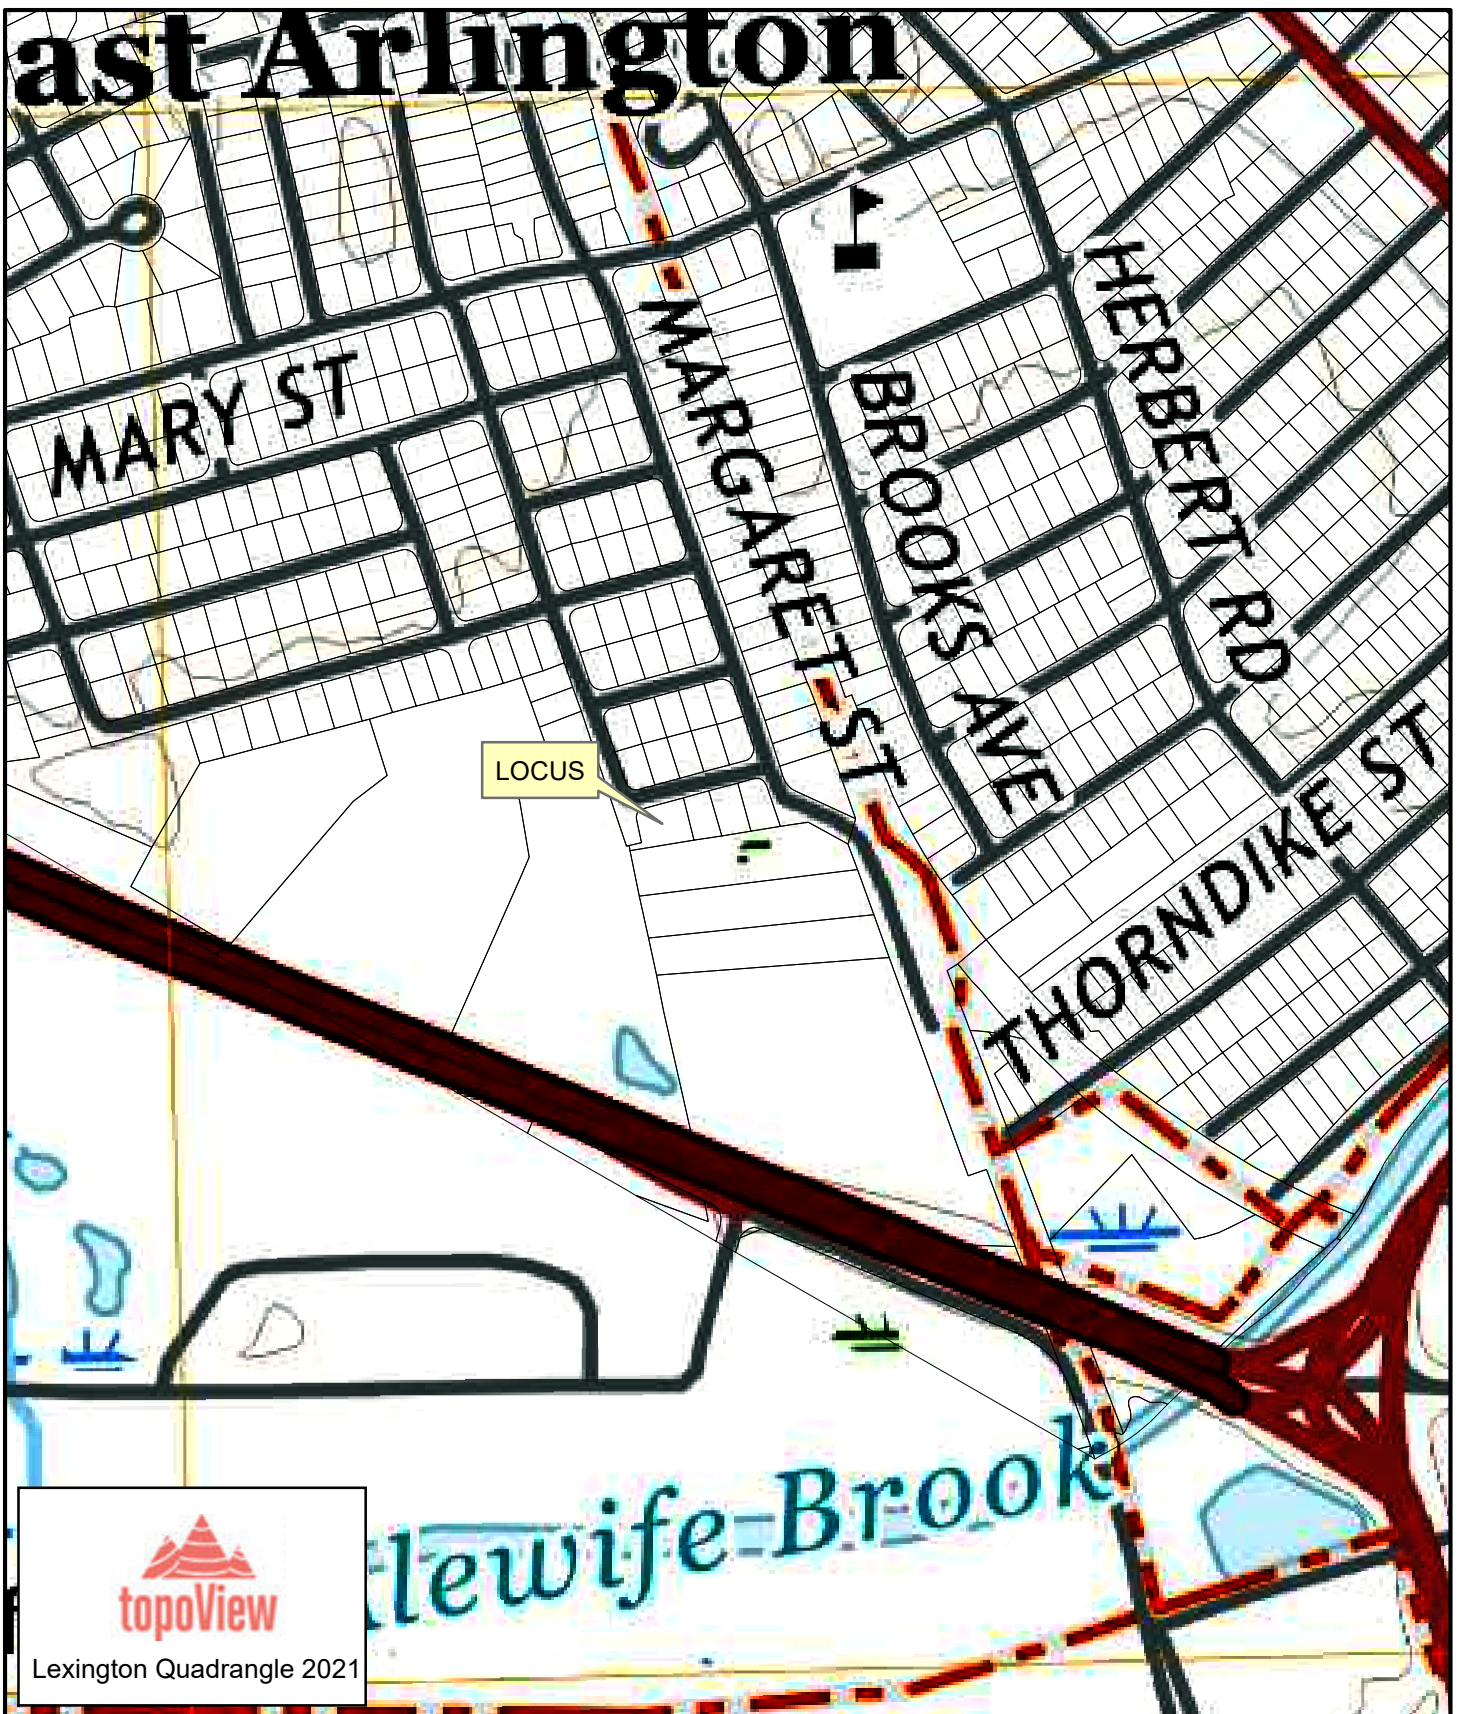 ast Arlington
MARY ST
MARGARET ST
BROOKS AVE
HERBERT RD
THORNDIKE ST
LOCUS
lewife Brook
topoView
Lexington Quadrangle 2021